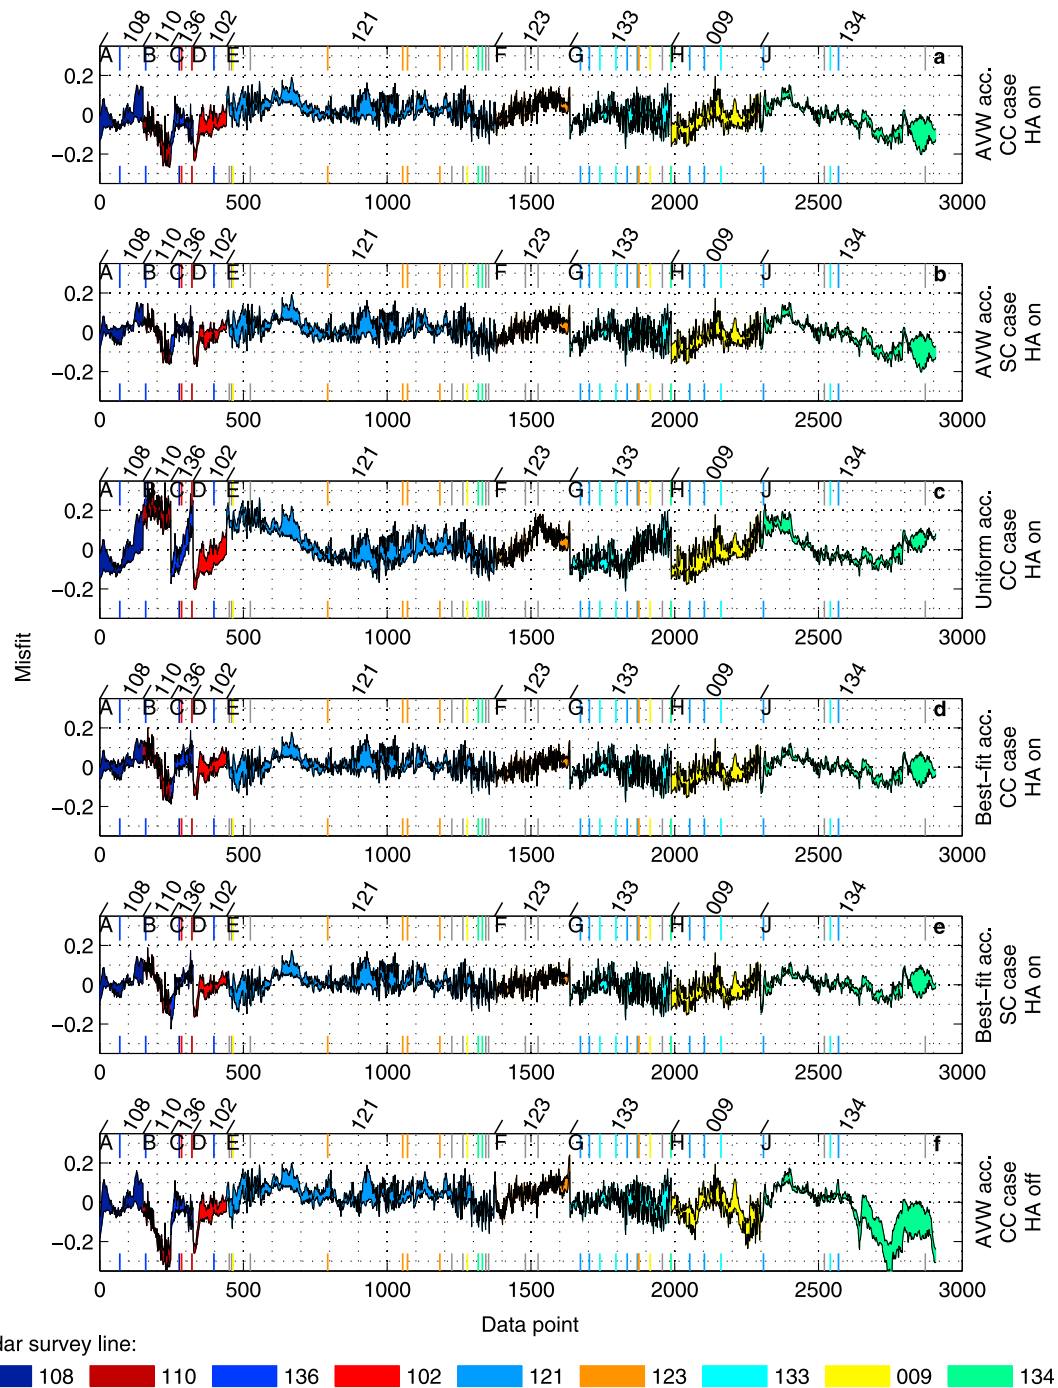 108 110 136 102 121 123 133 009 134
A B C D E F G H J a
0.2
0
−0.2
0 500 1000 1500 2000 2500 3000
AVW acc.
CC case
HA on
108 110 136 102 121 123 133 009 134
A B C D E F G H J b
0.2
0
−0.2
0 500 1000 1500 2000 2500 3000
AVW acc.
SC case
HA on
108 110 136 102 121 123 133 009 134
A B C D E F G H J c
0.2
0
−0.2
0 500 1000 1500 2000 2500 3000
Uniform acc.
CC case
HA on
Misfit
108 110 136 102 121 123 133 009 134
A B C D E F G H J d
0.2
0
−0.2
0 500 1000 1500 2000 2500 3000
Best−fit acc.
CC case
HA on
108 110 136 102 121 123 133 009 134
A B C D E F G H J e
0.2
0
−0.2
0 500 1000 1500 2000 2500 3000
Best−fit acc.
SC case
HA on
108 110 136 102 121 123 133 009 134
A B C D E F G H J f
0.2
0
−0.2
0 500 1000 1500 2000 2500 3000
AVW acc.
CC case
HA off
Data point
dar survey line:
108 110 136 102 121 123 133 009 134